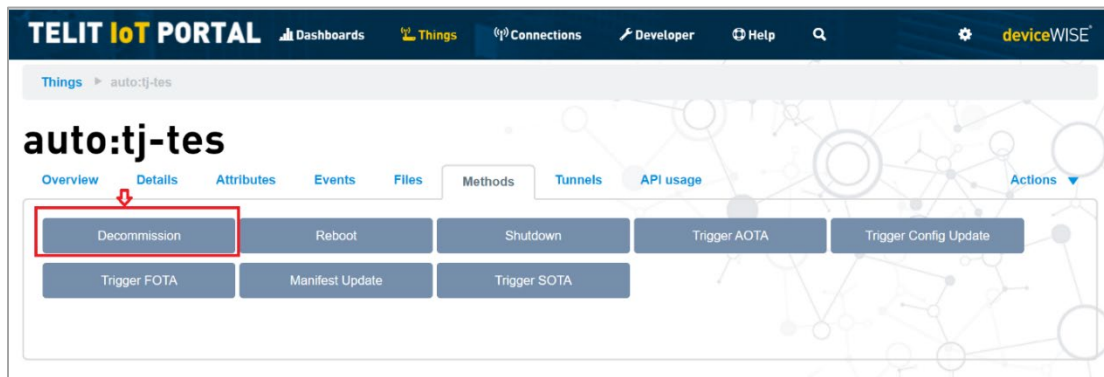 TELIT IoT PORTAL Dashboards Things Connections Developer Help deviceWISE
Things auto:tj-tes
auto:tj-tes
Overview Details Attributes Events Files Methods Tunnels API usage Actions
Decommission Reboot Shutdown Trigger AOTA Trigger Config Update
Trigger FOTA Manifest Update Trigger SOTA